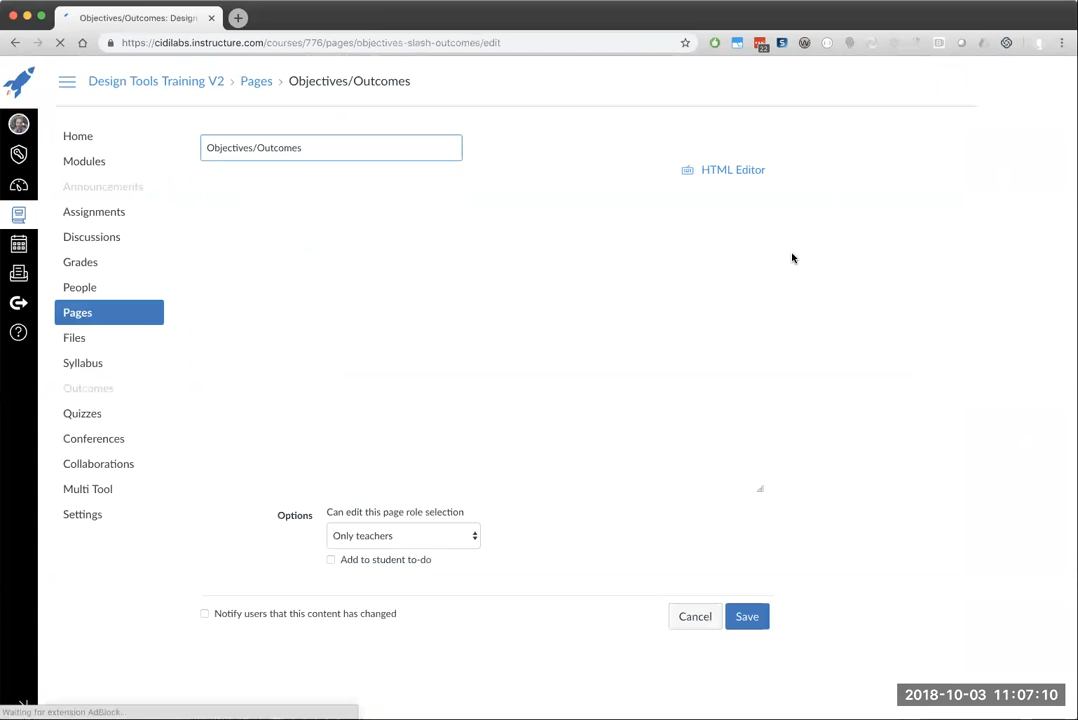 Objectives/Outcomes: Design
https://cidilabs.instructure.com/courses/776/pages/objectives-slash-outcomes/edit
22
Design Tools Training V2 > Pages > Objectives/Outcomes
Home
Modules
Announcements
Assignments
Discussions
Grades
People
Pages
Files
Syllabus
Outcomes
Quizzes
Conferences
Collaborations
Multi Tool
Settings
Objectives/Outcomes
HTML Editor
Options
Can edit this page role selection
Only teachers
Add to student to-do
Notify users that this content has changed
Cancel
Save
2018-10-03 11:07:10
Waiting for extension AdBlock...